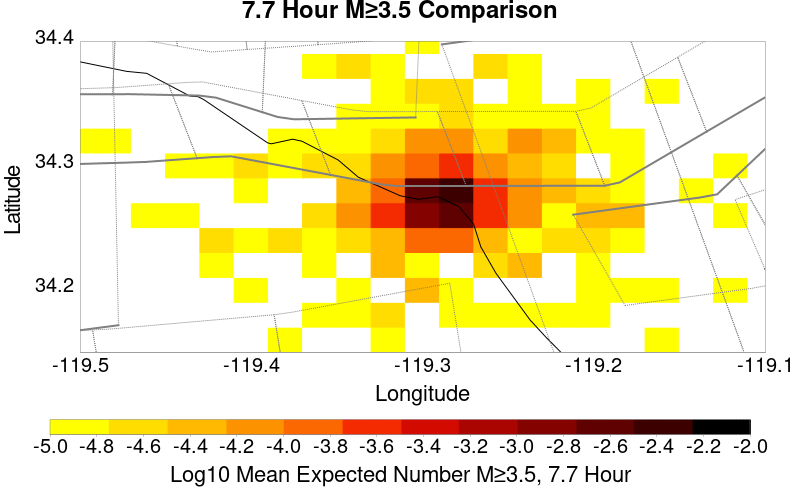 7.7 Hour M≥3.5 Comparison
34.4
34.3
34.2
Latitude
-119.5 -119.4 -119.3 -119.2 -119.1
Longitude
-5.0 -4.8 -4.6 -4.4 -4.2 -4.0 -3.8 -3.6 -3.4 -3.2 -3.0 -2.8 -2.6 -2.4 -2.2 -2.0
Log10 Mean Expected Number M≥3.5, 7.7 Hour